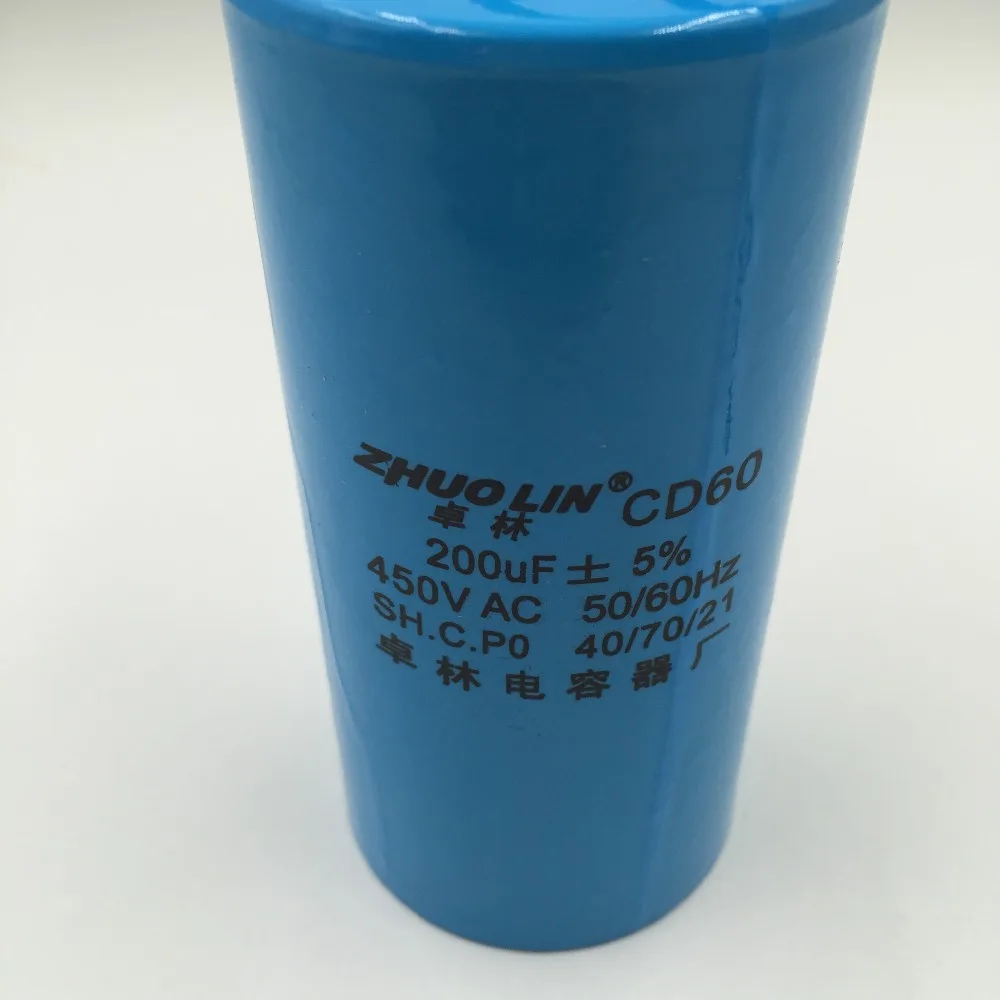 ZHUOLIN® CD60
卓林
200uF ± 5%
450V AC 50/60Hz
SH.C.P0 40/70/21
卓林电容器厂